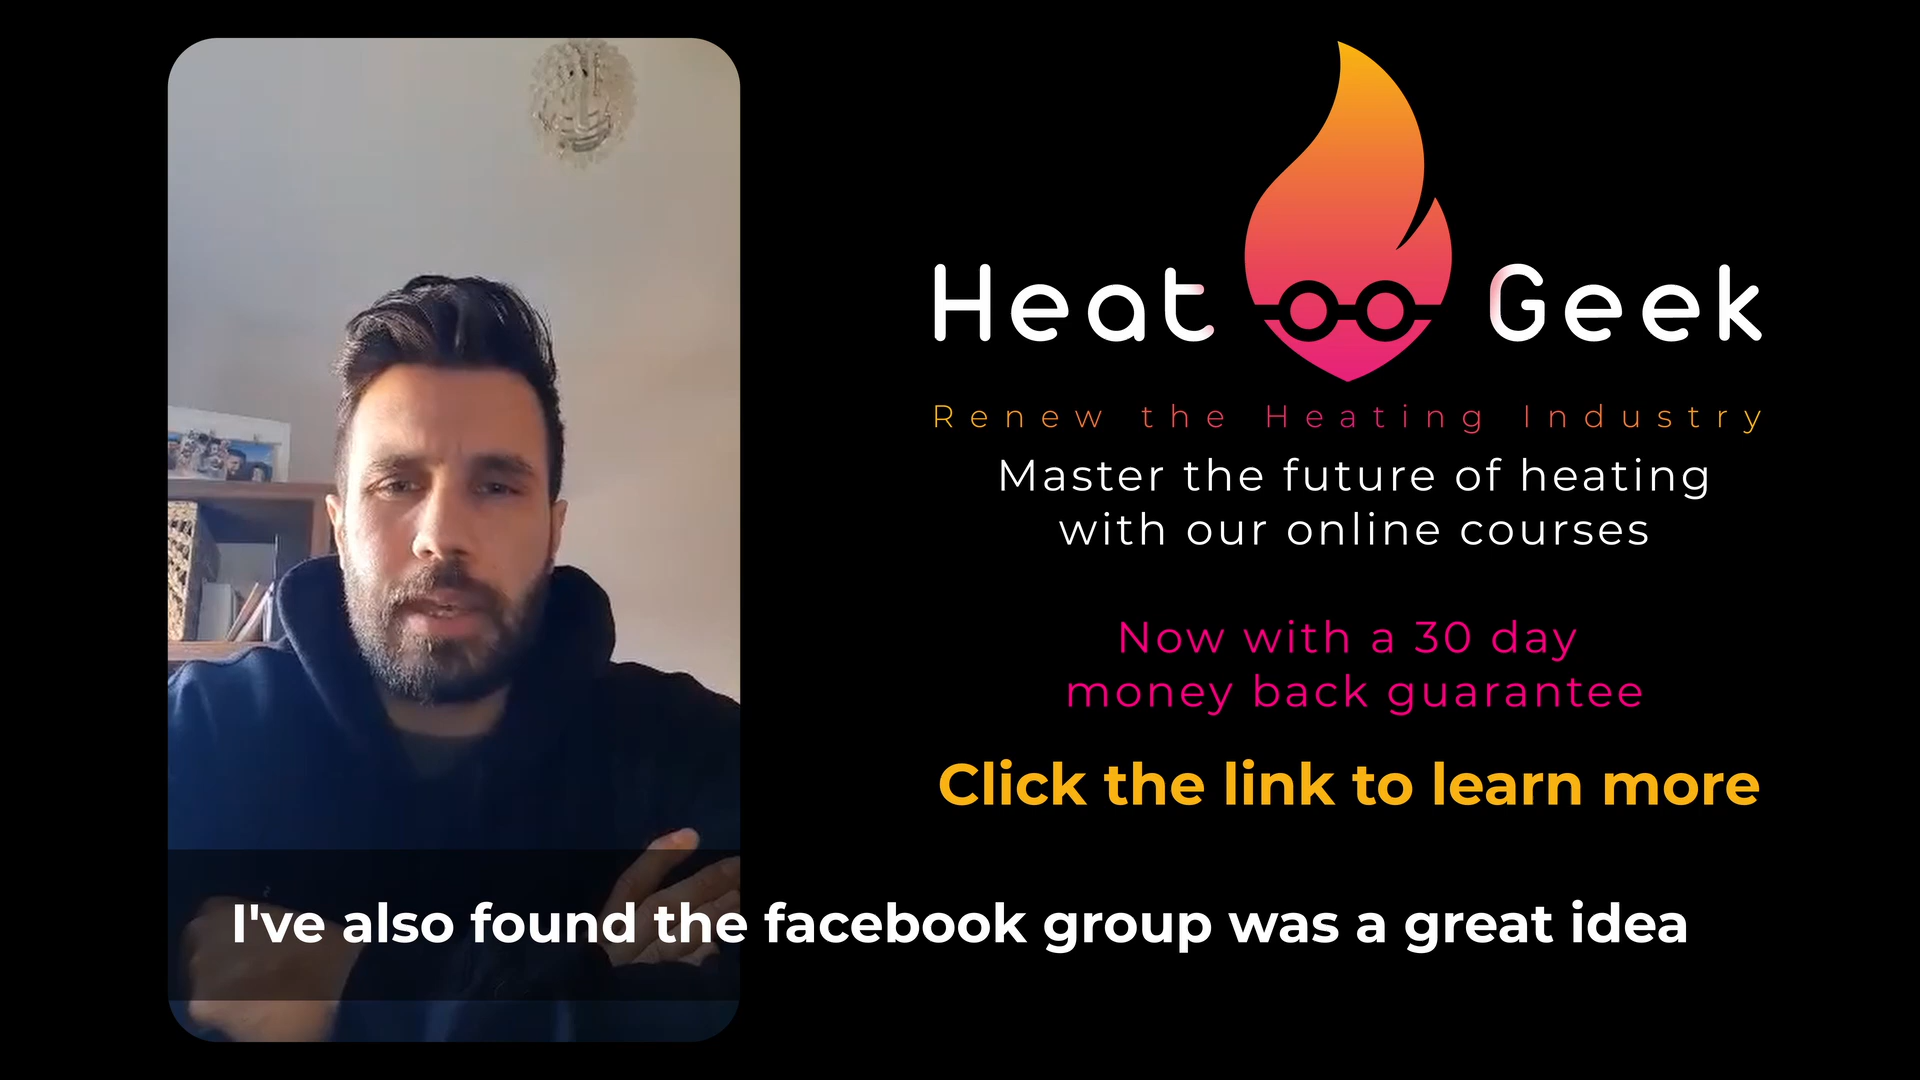 Heat Geek
Renew the Heating Industry
Master the future of heating
with our online courses
Now with a 30 day
money back guarantee
Click the link to learn more
I've also found the facebook group was a great idea